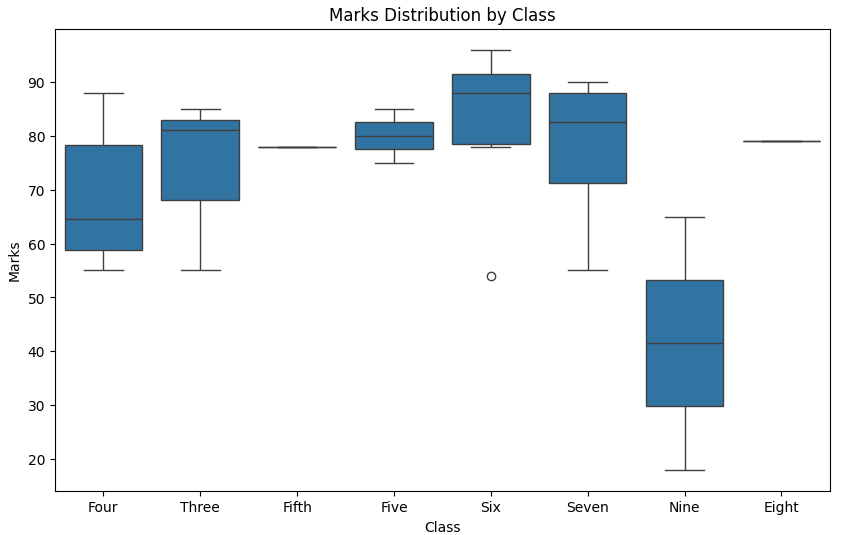 Marks Distribution by Class
Marks
90
80
70
60
50
40
30
20
Four Three Fifth Five Six Seven Nine Eight
Class